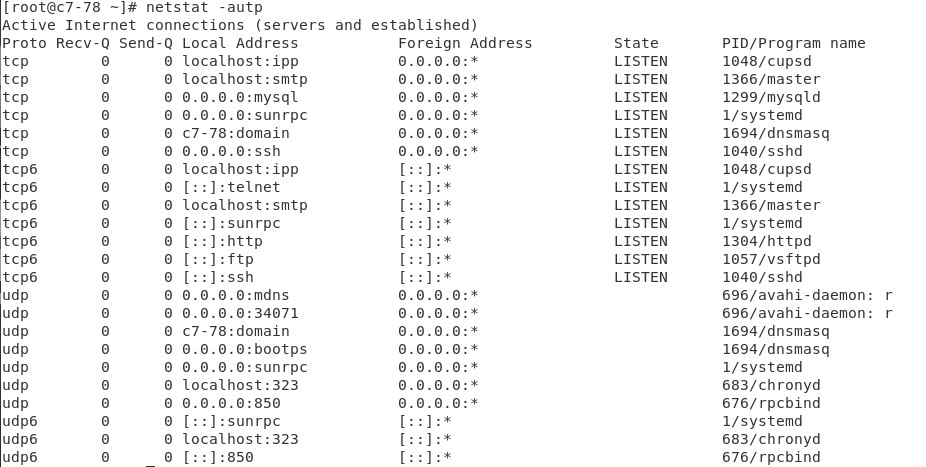 [root@c7-78 ~]# netstat -autp
Active Internet connections (servers and established)
Proto Recv-Q Send-Q Local Address           Foreign Address         State       PID/Program name
tcp        0      0 localhost:ipp           0.0.0.0:*               LISTEN      1048/cupsd
tcp        0      0 localhost:smtp          0.0.0.0:*               LISTEN      1366/master
tcp        0      0 0.0.0.0:mysql           0.0.0.0:*               LISTEN      1299/mysqld
tcp        0      0 0.0.0.0:sunrpc          0.0.0.0:*               LISTEN      1/systemd
tcp        0      0 c7-78:domain            0.0.0.0:*               LISTEN      1694/dnsmasq
tcp        0      0 0.0.0.0:ssh             0.0.0.0:*               LISTEN      1040/sshd
tcp6       0      0 localhost:ipp           [::]:*                  LISTEN      1048/cupsd
tcp6       0      0 [::]:telnet             [::]:*                  LISTEN      1/systemd
tcp6       0      0 localhost:smtp          [::]:*                  LISTEN      1366/master
tcp6       0      0 [::]:sunrpc             [::]:*                  LISTEN      1/systemd
tcp6       0      0 [::]:http               [::]:*                  LISTEN      1304/httpd
tcp6       0      0 [::]:ftp                [::]:*                  LISTEN      1057/vsftpd
tcp6       0      0 [::]:ssh                [::]:*                  LISTEN      1040/sshd
udp        0      0 0.0.0.0:mdns            0.0.0.0:*                           696/avahi-daemon: r
udp        0      0 0.0.0.0:34071           0.0.0.0:*                           696/avahi-daemon: r
udp        0      0 c7-78:domain            0.0.0.0:*                           1694/dnsmasq
udp        0      0 0.0.0.0:bootps          0.0.0.0:*                           1694/dnsmasq
udp        0      0 0.0.0.0:sunrpc          0.0.0.0:*                           1/systemd
udp        0      0 localhost:323           0.0.0.0:*                           683/chronyd
udp        0      0 0.0.0.0:850             0.0.0.0:*                           676/rpcbind
udp6       0      0 [::]:sunrpc             [::]:*                              1/systemd
udp6       0      0 localhost:323           [::]:*                              683/chronyd
udp6       0      0 [::]:850                [::]:*                              676/rpcbind